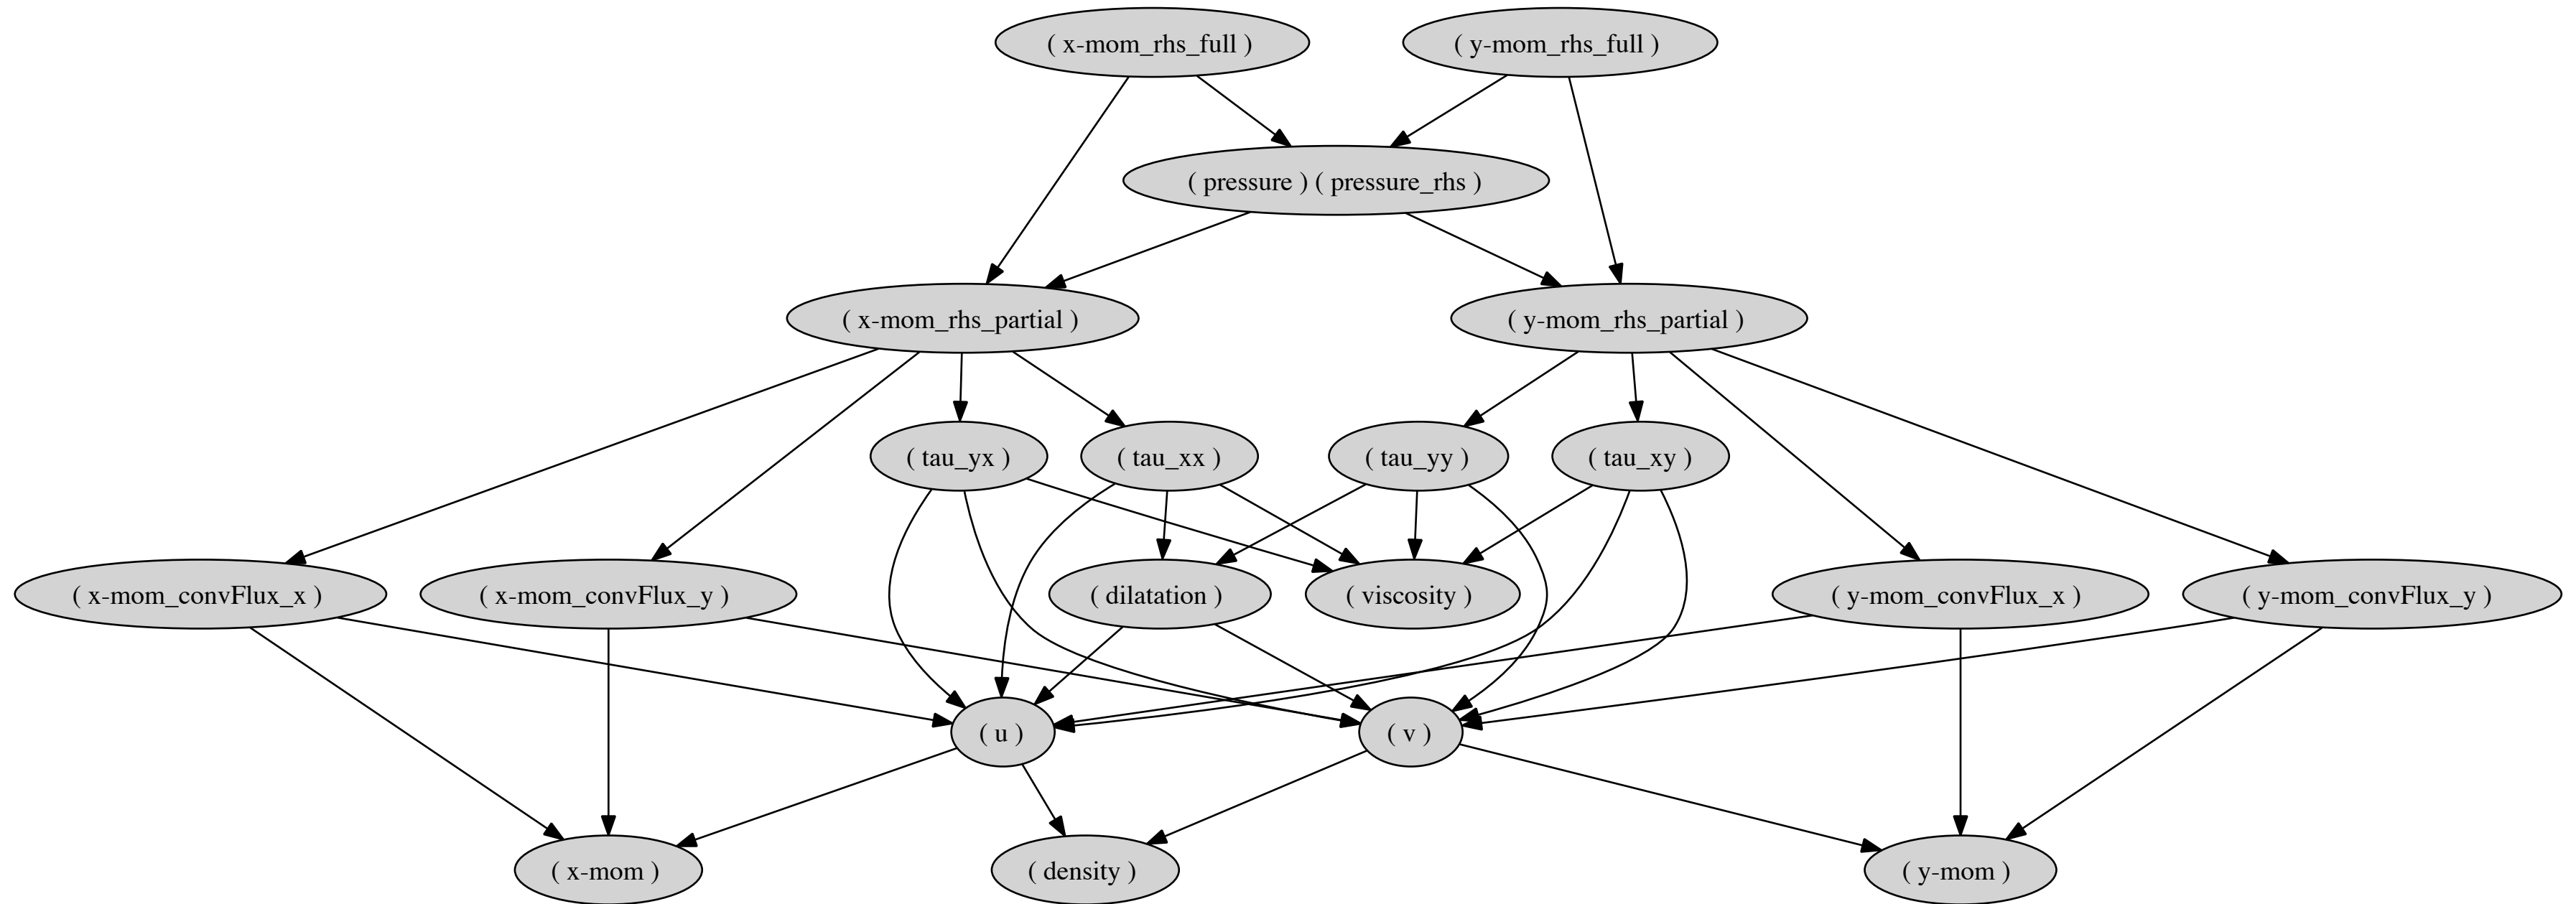 ( x-mom_rhs_full )
( y-mom_rhs_full )
( pressure ) ( pressure_rhs )
( x-mom_rhs_partial )
( y-mom_rhs_partial )
( tau_yx )
( tau_xx )
( tau_yy )
( tau_xy )
( x-mom_convFlux_x )
( x-mom_convFlux_y )
( dilatation )
( viscosity )
( y-mom_convFlux_x )
( y-mom_convFlux_y )
( u )
( v )
( x-mom )
( density )
( y-mom )